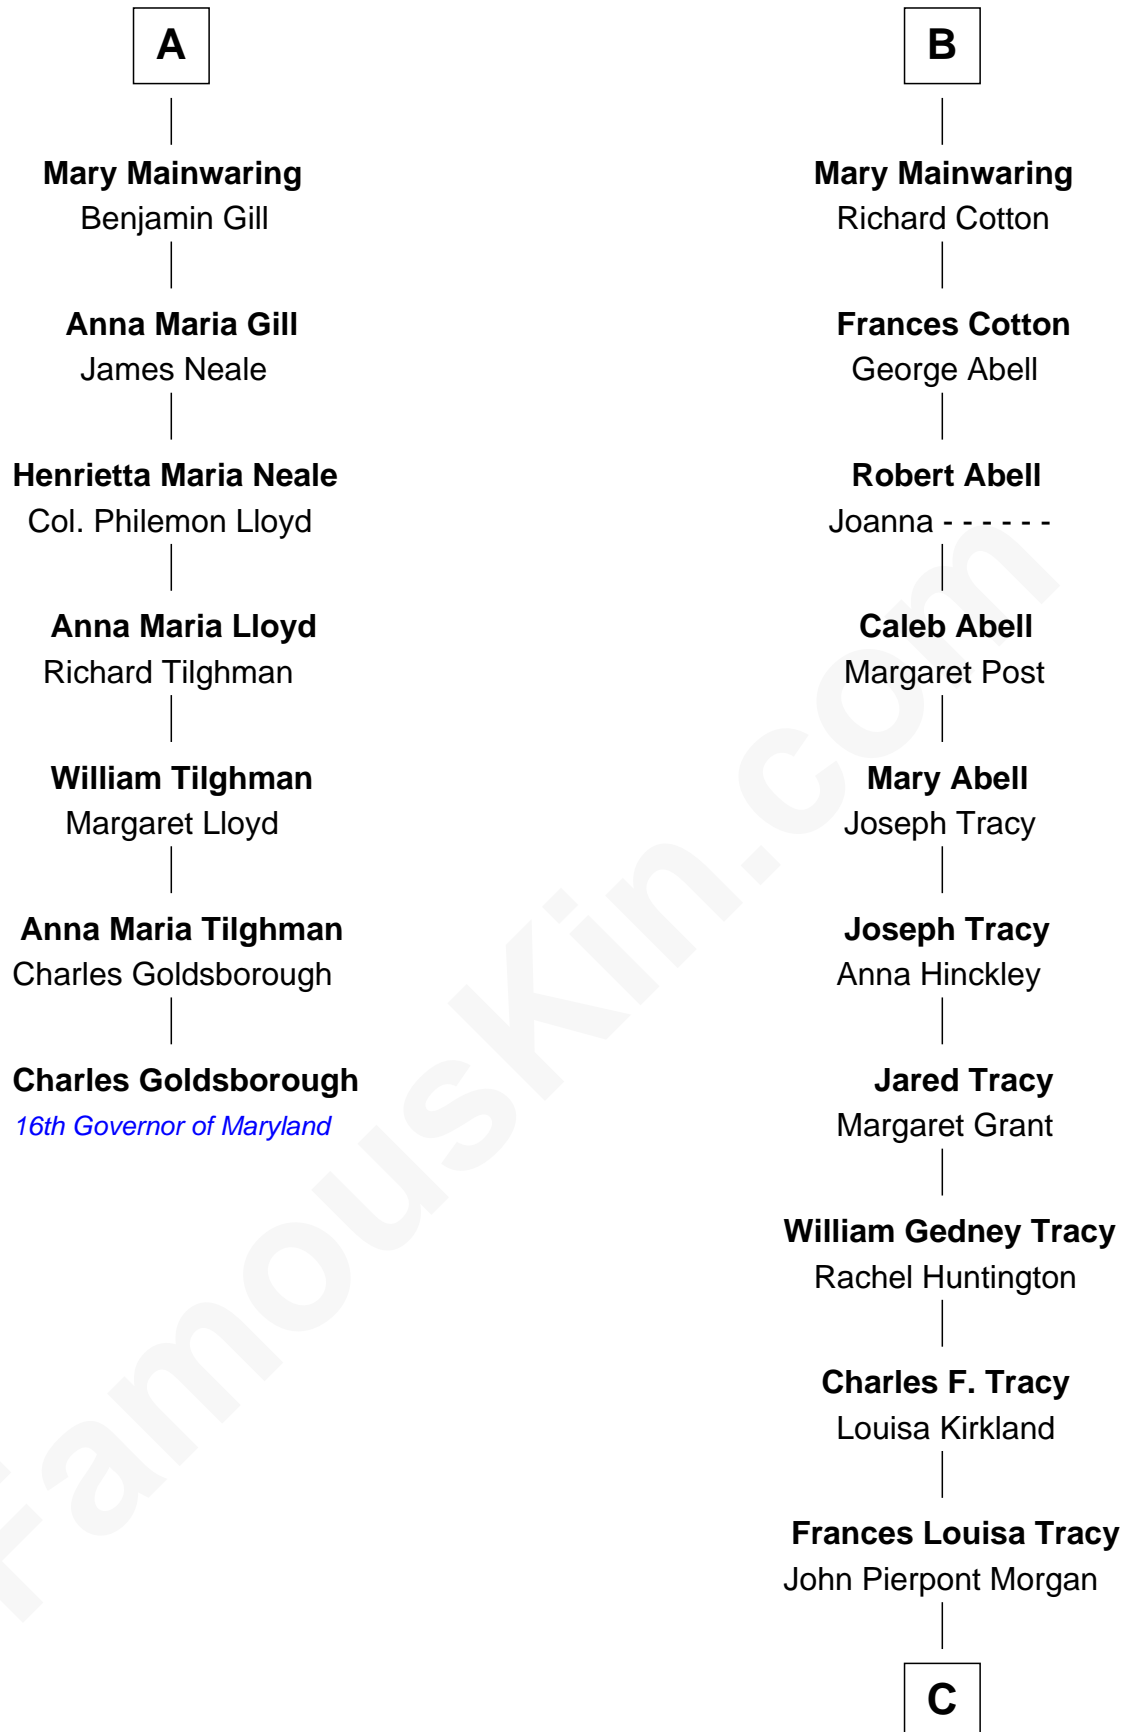 A
Mary Mainwaring
Benjamin Gill
Anna Maria Gill
James Neale
Henrietta Maria Neale
Col. Philemon Lloyd
Anna Maria Lloyd
Richard Tilghman
William Tilghman
Margaret Lloyd
Anna Maria Tilghman
Charles Goldsborough
Charles Goldsborough
16th Governor of Maryland
B
Mary Mainwaring
Richard Cotton
Frances Cotton
George Abell
Robert Abell
Joanna - - - - - -
Caleb Abell
Margaret Post
Mary Abell
Joseph Tracy
Joseph Tracy
Anna Hinckley
Jared Tracy
Margaret Grant
William Gedney Tracy
Rachel Huntington
Charles F. Tracy
Louisa Kirkland
Frances Louisa Tracy
John Pierpont Morgan
C
FamousKin.com